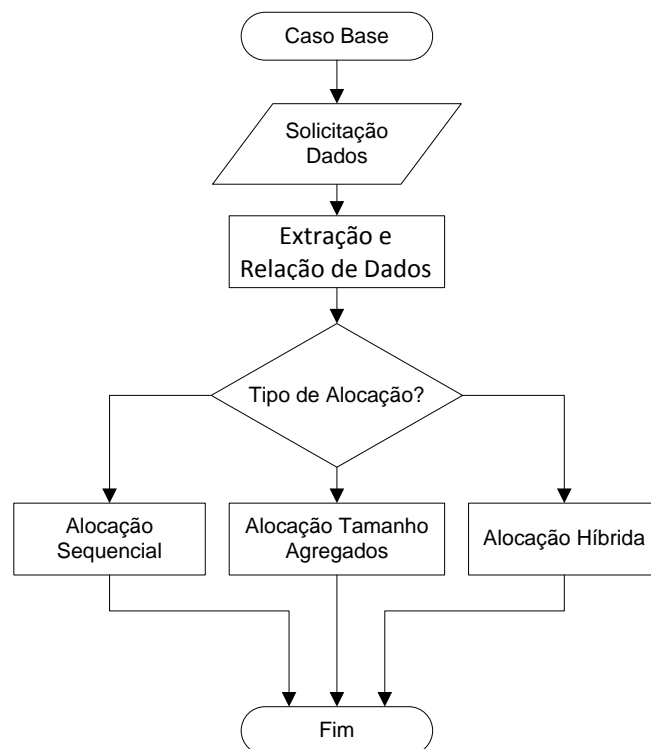 Caso Base
Solicitação
Dados
Extração e
Relação de Dados
Tipo de Alocação?
Alocação
Sequencial
Alocação Tamanho
Agregados
Alocação Híbrida
Fim